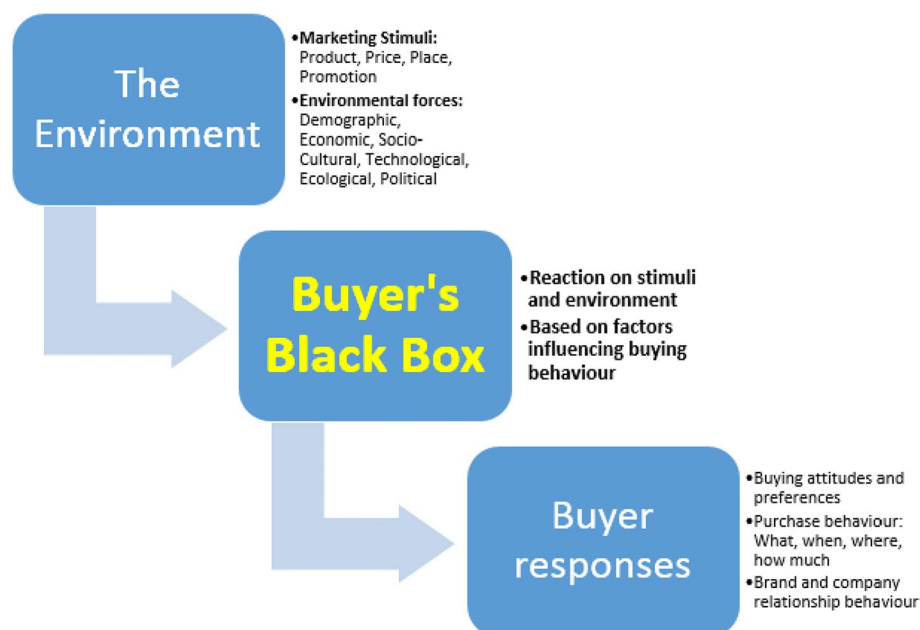 The
Environment
•Marketing Stimuli:
Product, Price, Place,
Promotion
•Environmental forces:
Demographic,
Economic, Socio-
Cultural, Technological,
Ecological, Political
Buyer's
Black Box
•Reaction on stimuli
and environment
•Based on factors
influencing buying
behaviour
Buyer
responses
•Buying attitudes and
preferences
•Purchase behaviour:
What, when, where,
how much
•Brand and company
relationship behaviour